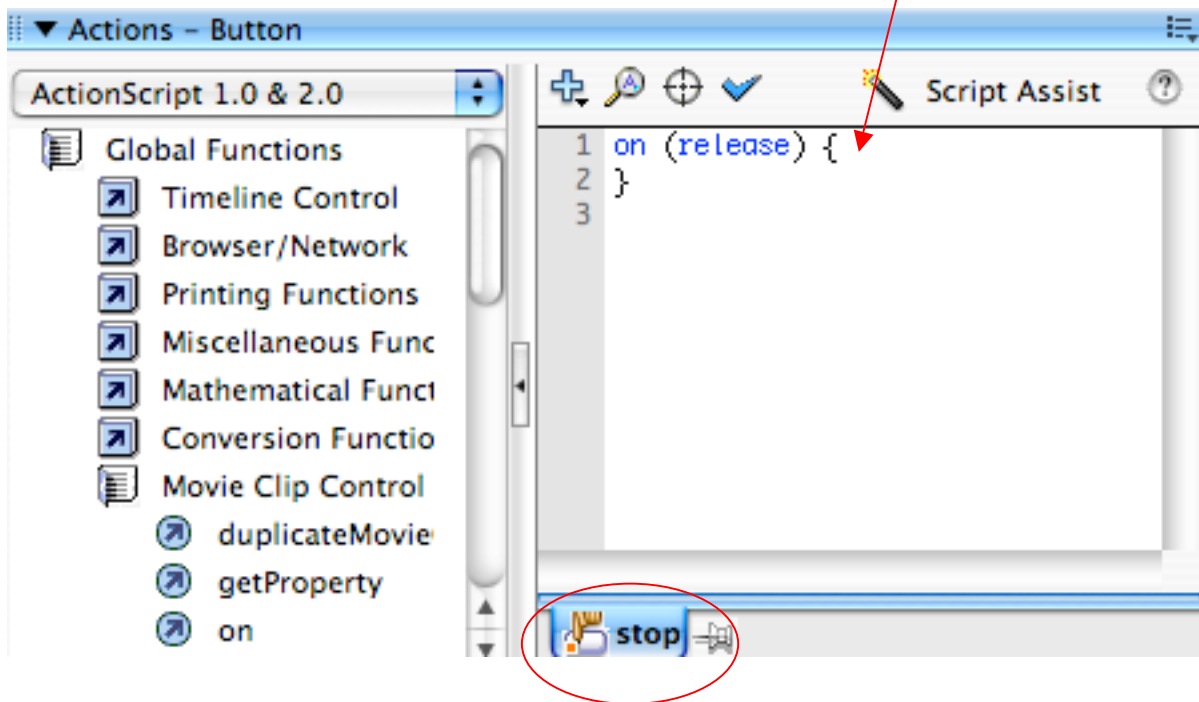 Actions – Button
ActionScript 1.0 & 2.0
Global Functions
Timeline Control
Browser/Network
Printing Functions
Miscellaneous Func
Mathematical Funct
Conversion Functio
Movie Clip Control
duplicateMovie
getProperty
on
Script Assist ?
1 on (release) {
2 }
3
stop